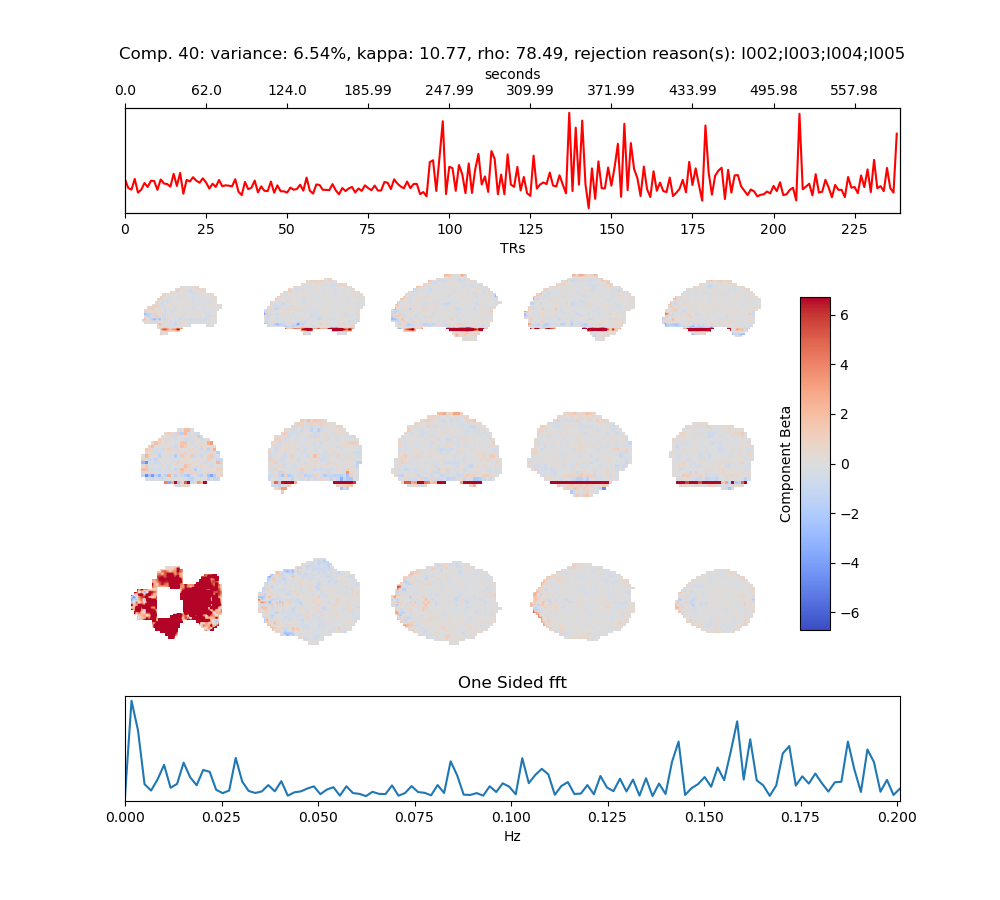 Comp. 40: variance: 6.54%, kappa: 10.77, rho: 78.49, rejection reason(s): I002;I003;I004;I005
seconds
0.0 62.0 124.0 185.99 247.99 309.99 371.99 433.99 495.98 557.98
0 25 50 75 100 125 150 175 200 225
TRs
6
4
2
0
−2
−4
−6
Component Beta
One Sided fft
0.000 0.025 0.050 0.075 0.100 0.125 0.150 0.175 0.200
Hz